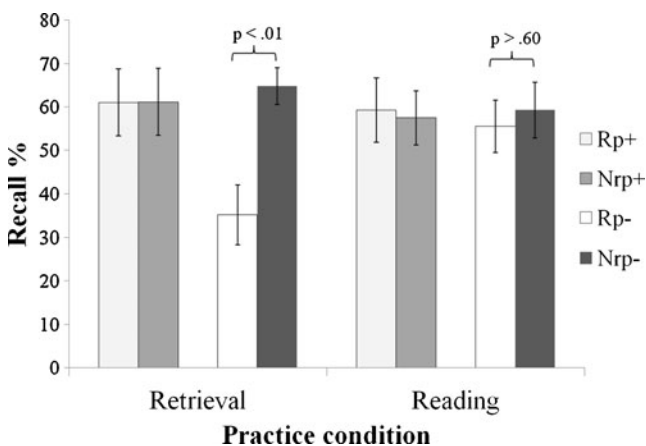 80
70
60
50
40
30
20
10
0
Recall %
p < .01
p > .60
Rp+
Nrp+
Rp-
Nrp-
Retrieval
Reading
Practice condition